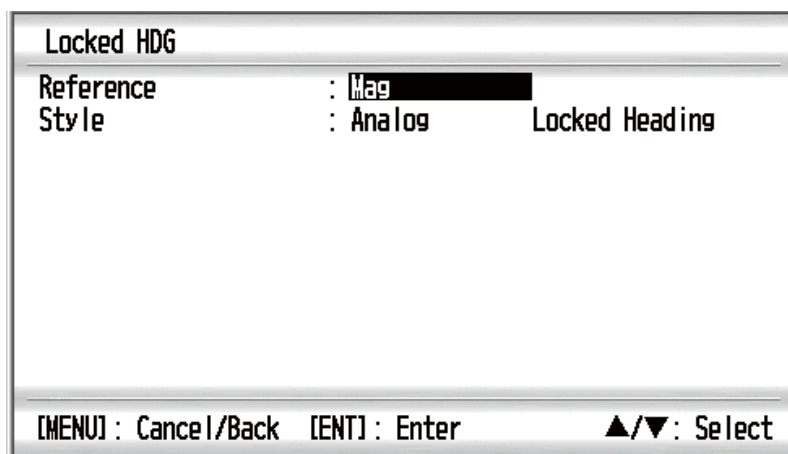 Locked HDG
Reference : Mag
Style : Analog Locked Heading
[MENU]: Cancel/Back [ENT]: Enter ▲/▼: Select